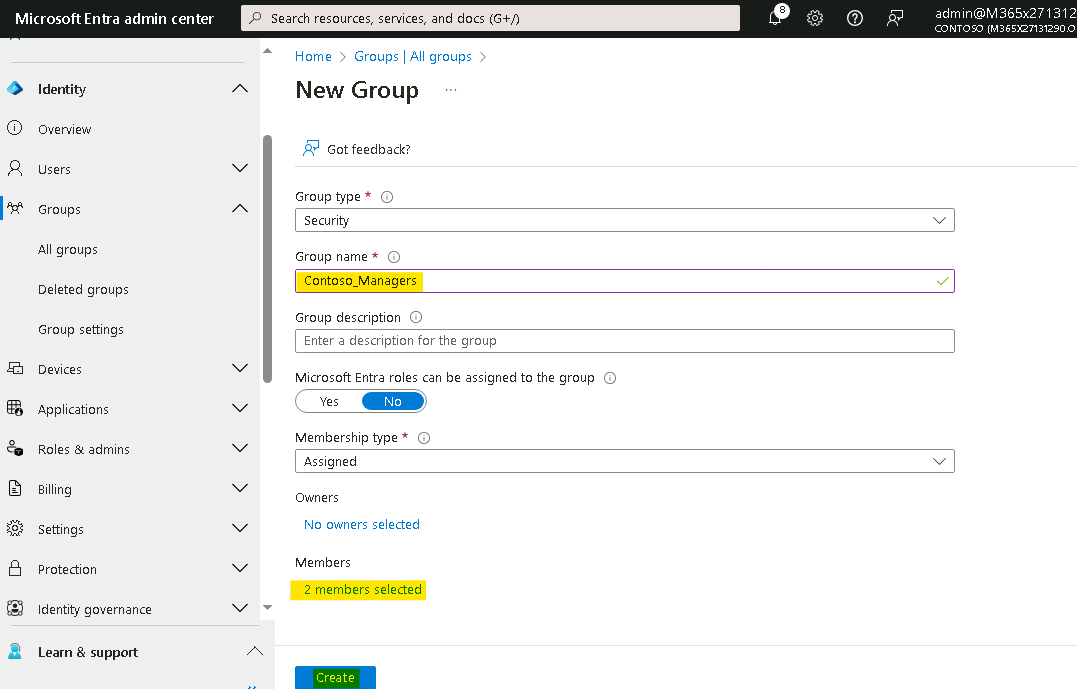 Microsoft Entra admin center
Search resources, services, and docs (G+/)
8
admin@M365x271312
CONTOSO (M365X27131290.O
Identity
Overview
Users
Groups
All groups
Deleted groups
Group settings
Devices
Applications
Roles & admins
Billing
Settings
Protection
Identity governance
Learn & support
Home > Groups | All groups >
New Group ...
Got feedback?
Group type *
Security
Group name *
Contoso_Managers
Group description
Enter a description for the group
Microsoft Entra roles can be assigned to the group
Yes No
Membership type *
Assigned
Owners
No owners selected
Members
2 members selected
Create